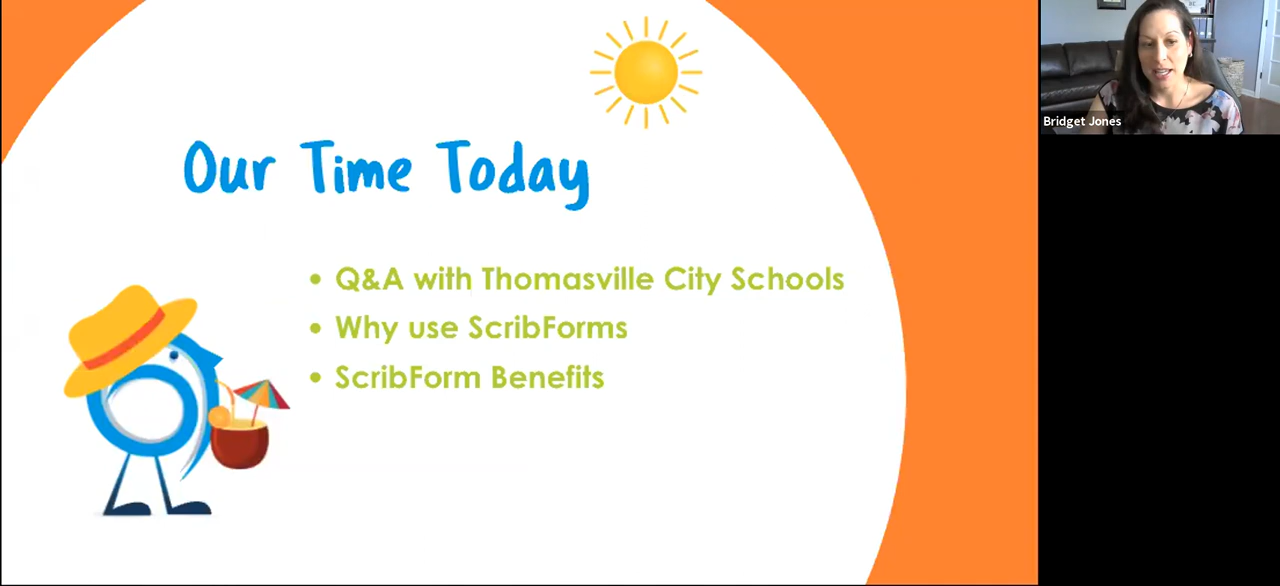 Our Time Today
• Q&A with Thomasville City Schools
• Why use ScribForms
• ScribForm Benefits
Bridget Jones